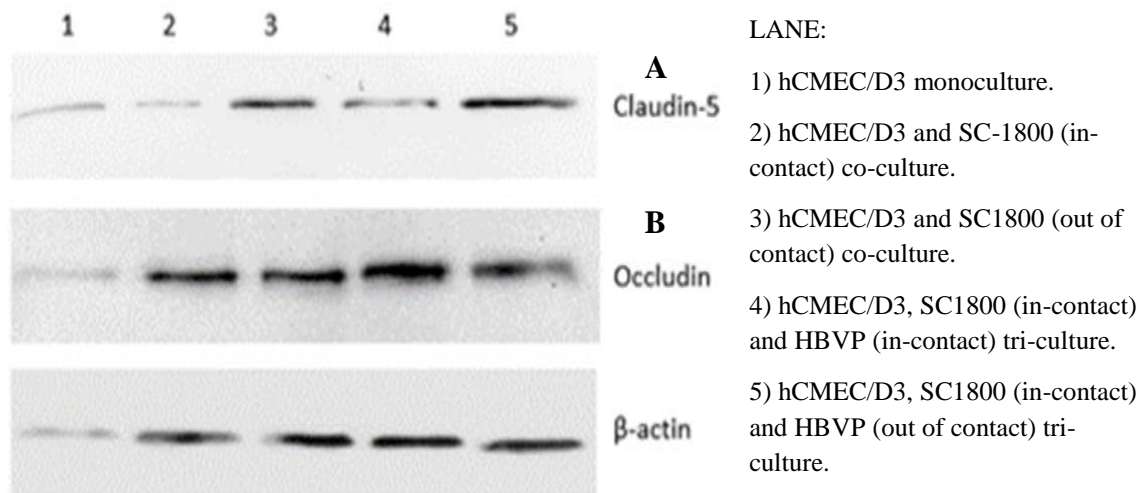 1 2 3 4 5
A
Claudin-5
B
Occludin
β-actin
LANE:
1) hCMEC/D3 monoculture.
2) hCMEC/D3 and SC-1800 (in-
contact) co-culture.
3) hCMEC/D3 and SC1800 (out of
contact) co-culture.
4) hCMEC/D3, SC1800 (in-contact)
and HBVP (in-contact) tri-culture.
5) hCMEC/D3, SC1800 (in-contact)
and HBVP (out of contact) tri-
culture.